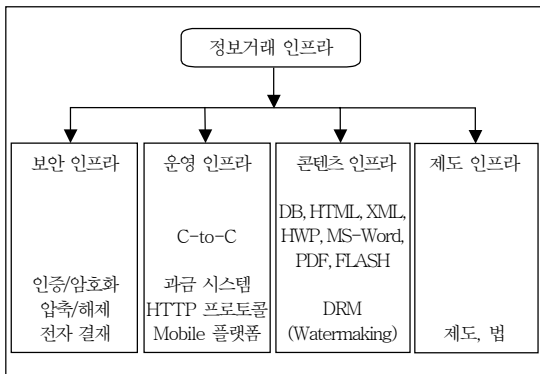 정보거래 인프라
보안 인프라
인증/암호화
압축/해제
전자 결재
운영 인프라
C-to-C
과금 시스템
HTTP 프로토콜
Mobile 플랫폼
콘텐츠 인프라
DB, HTML, XML,
HWP, MS-Word,
PDF, FLASH
DRM
(Watermaking)
제도 인프라
제도, 법